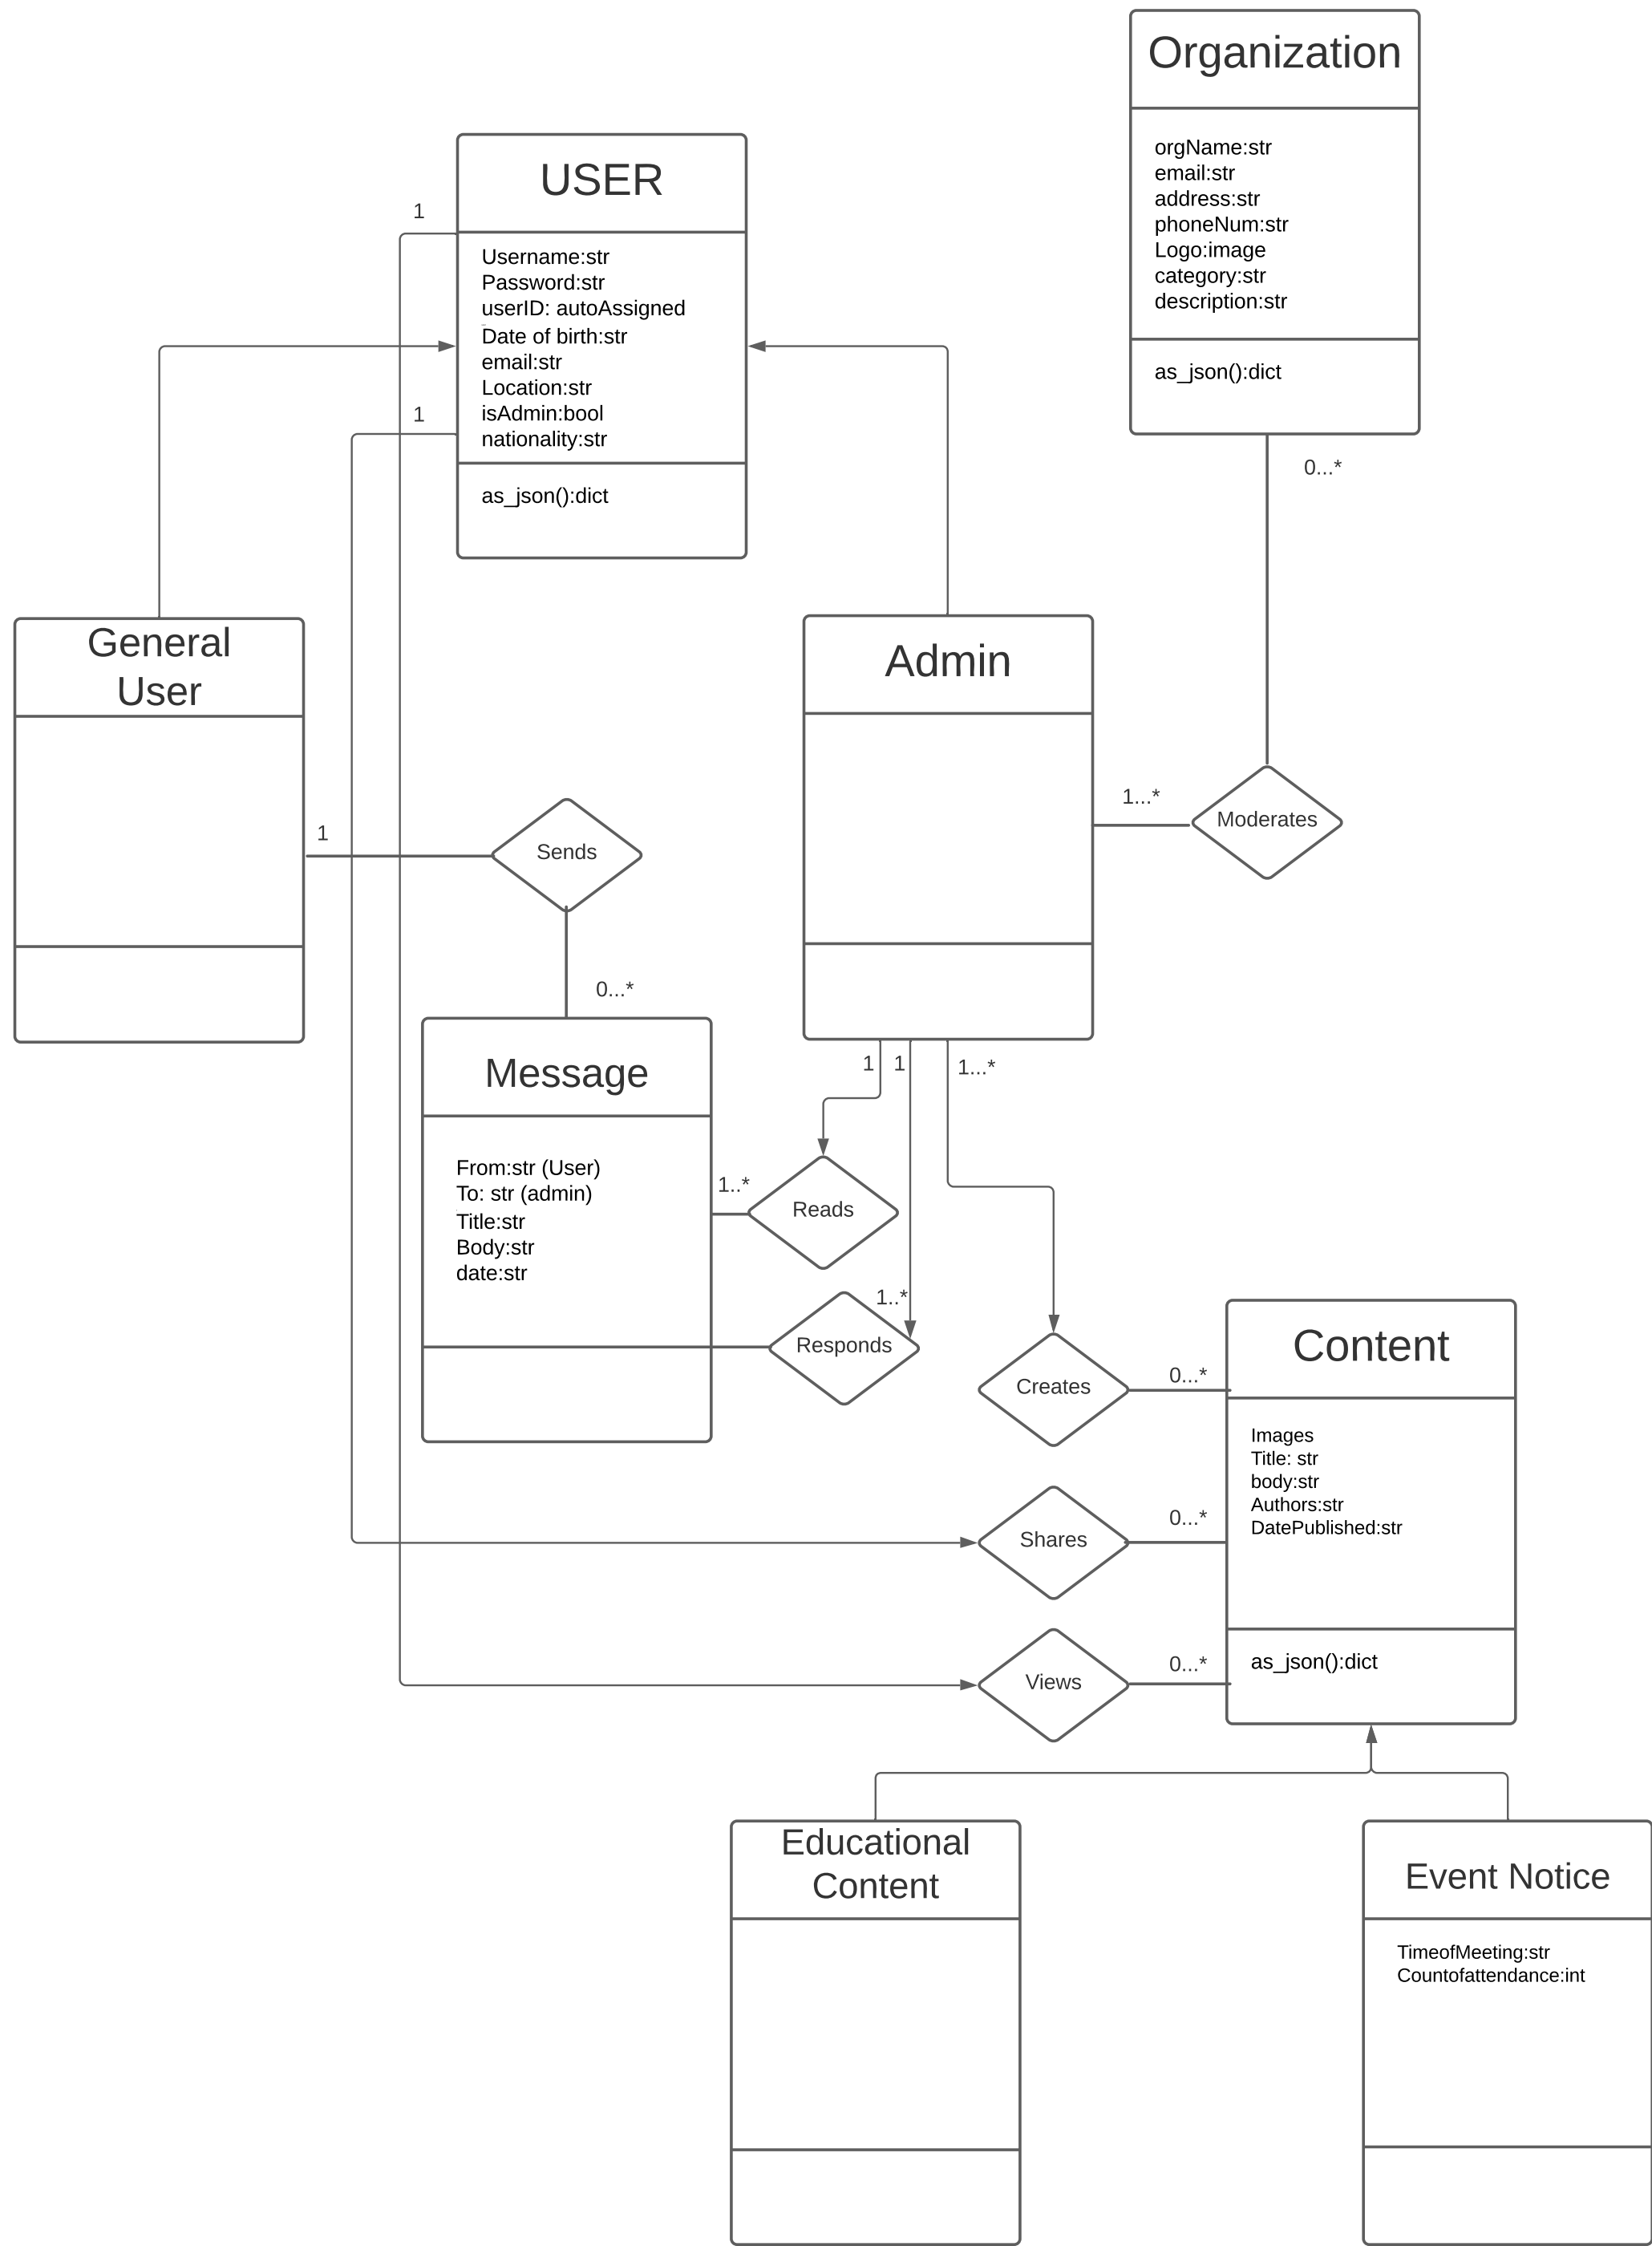 Organization
orgName:str
email:str
address:str
phoneNum:str
Logo:image
category:str
description:str
as_json():dict
0...*
USER
1
Username:str
Password:str
userID: autoAssigned
Date of birth:str
email:str
Location:str
isAdmin:bool
nationality:str
1
as_json():dict
General
User
Admin
1...*
Moderates
1
Sends
0...*
Message
From:str (User)
To: str (admin)
Title:str
Body:str
date:str
1
1
1...*
1..*
Reads
1..*
Responds
Creates
0...*
Content
Images
Title: str
body:str
Authors:str
DatePublished:str
as_json():dict
Shares
0...*
Views
0...*
Educational
Content
Event Notice
TimeofMeeting:str
Countofattendance:int